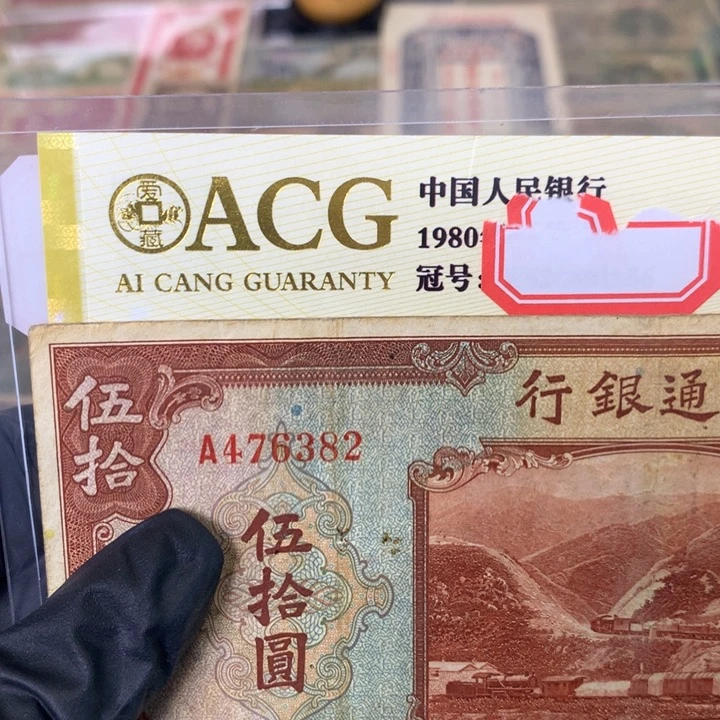 爱藏
ACG
AI CANG GUARANTY
中国人民银行
1980
冠号:
伍拾
行銀通
A476382
伍拾圓